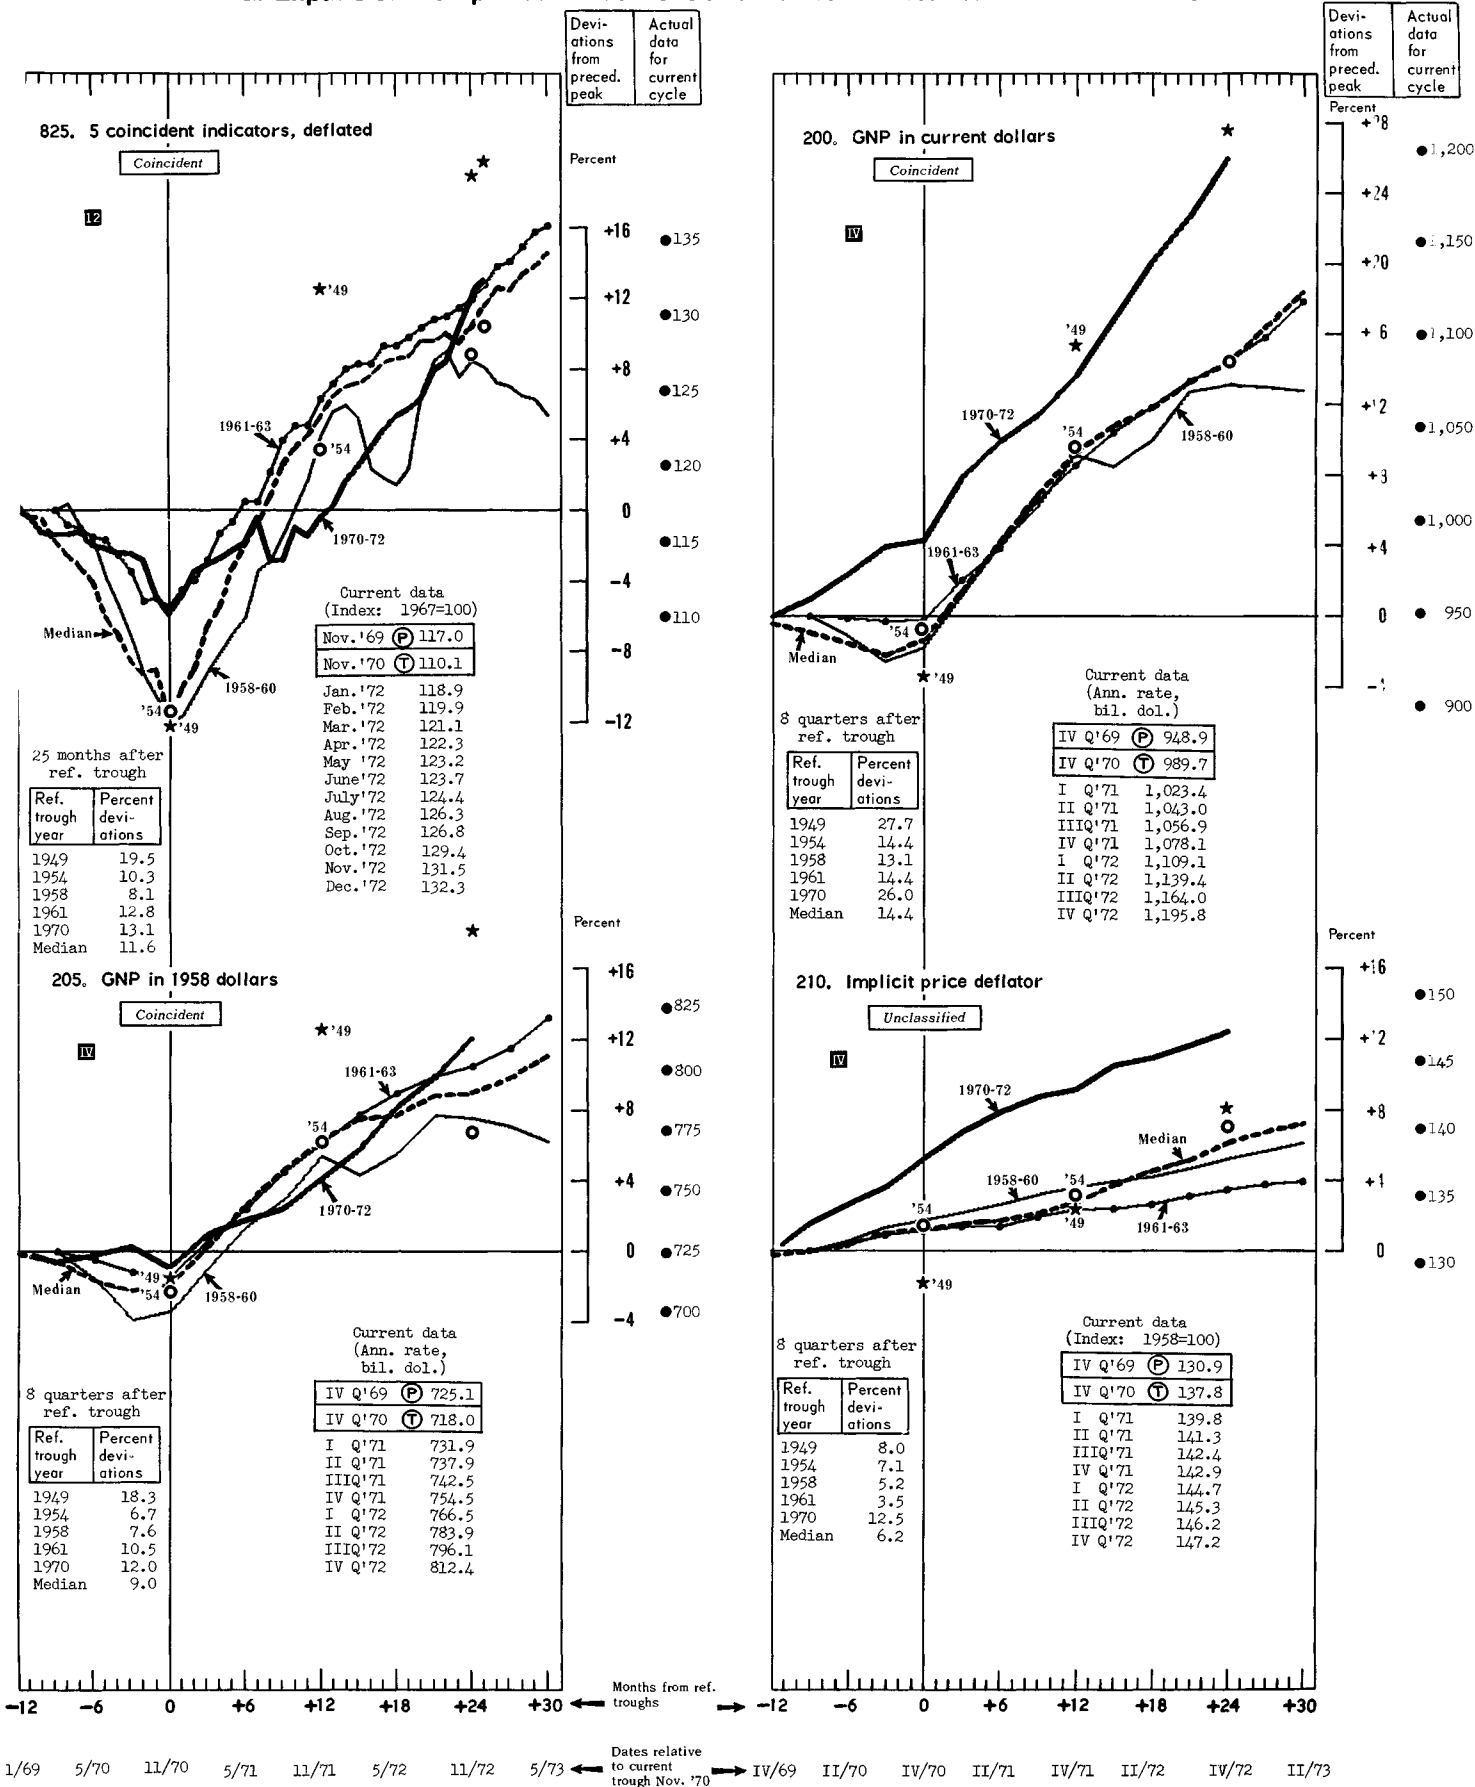 Devi-
ations
from
preced.
peak
Actual
data
for
current
cycle
825. 5 coincident indicators, deflated
Coincident
Percent
12
+16
+12
+8
+4
0
-4
-8
-12
135
130
125
120
115
110
'49
1961-63
'54
1970-72
Median
1958-60
'54
'49
Current data
(Index: 1967=100)
Nov.'69 P 117.0
Nov.'70 T 110.1
Jan.'72 118.9
Feb.'72 119.9
Mar.'72 121.1
Apr.'72 122.3
May '72 123.2
June'72 123.7
July'72 124.4
Aug.'72 126.3
Sep.'72 126.8
Oct.'72 129.4
Nov.'72 131.5
Dec.'72 132.3
25 months after
ref. trough
Ref.
trough
year
Percent
devi-
ations
1949 19.5
1954 10.3
1958 8.1
1961 12.8
1970 13.1
Median 11.6
Devi-
ations
from
preced.
peak
Actual
data
for
current
cycle
200. GNP in current dollars
Coincident
Percent
IV
+24
+4
0
1,200
1,100
1,050
1,000
950
900
'49
1970-72
'54
1958-60
1961-63
'54
Median
'49
Current data
(Ann. rate,
bil. dol.)
IV Q'69 P 948.9
IV Q'70 T 989.7
I Q'71 1,023.4
II Q'71 1,043.0
IIIQ'71 1,056.9
IV Q'71 1,078.1
I Q'72 1,109.1
II Q'72 1,139.4
IIIQ'72 1,164.0
IV Q'72 1,195.8
8 quarters after
ref. trough
Ref.
trough
year
Percent
devi-
ations
1949 27.7
1954 14.4
1958 13.1
1961 14.4
1970 26.0
Median 14.4
205. GNP in 1958 dollars
Coincident
Percent
IV
+16
+12
+8
+4
0
-4
825
800
775
750
725
700
'49
1961-63
'54
1970-72
'49
'54
Median
1958-60
Current data
(Ann. rate,
bil. dol.)
IV Q'69 P 725.1
IV Q'70 T 718.0
I Q'71 731.9
II Q'71 737.9
IIIQ'71 742.5
IV Q'71 754.5
I Q'72 766.5
II Q'72 783.9
IIIQ'72 796.1
IV Q'72 812.4
8 quarters after
ref. trough
Ref.
trough
year
Percent
devi-
ations
1949 18.3
1954 6.7
1958 7.6
1961 10.5
1970 12.0
Median 9.0
210. Implicit price deflator
Unclassified
Percent
IV
+8
0
150
145
140
135
130
1970-72
Median
1958-60
'54
'54
'49
1961-63
'49
Current data
(Index: 1958=100)
IV Q'69 P 130.9
IV Q'70 T 137.8
I Q'71 139.8
II Q'71 141.3
IIIQ'71 142.4
IV Q'71 142.9
I Q'72 144.7
II Q'72 145.3
IIIQ'72 146.2
IV Q'72 147.2
8 quarters after
ref. trough
Ref.
trough
year
Percent
devi-
ations
1949 8.0
1954 7.1
1958 5.2
1961 3.5
1970 12.5
Median 6.2
-12 -6 0 +6 +12 +18 +24 +30
Months from ref.
troughs
-12 -6 0 +6 +12 +18 +24 +30
1/69 5/70 11/70 5/71 11/71 5/72 11/72 5/73
Dates relative
to current
trough Nov. '70
IV/69 II/70 IV/70 II/71 IV/71 II/72 IV/72 II/73